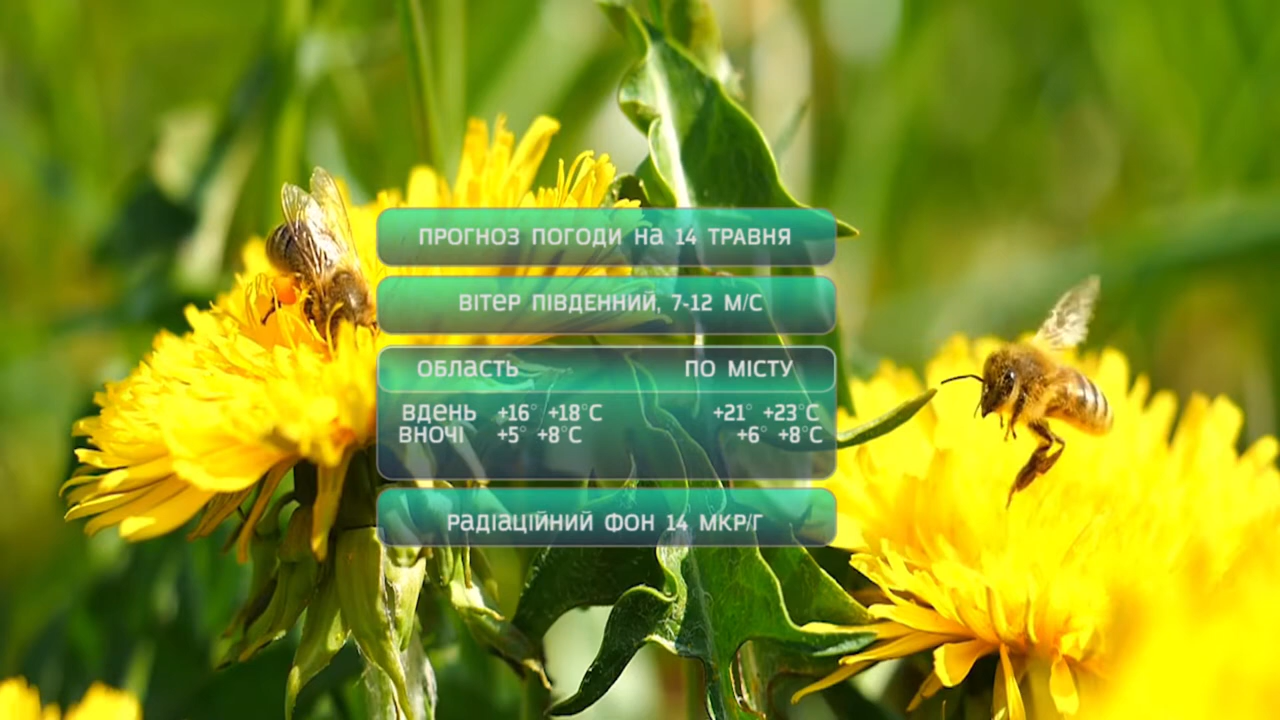 ПРОГНОЗ ПОГОДИ НА 14 ТРАВНЯ
ВІТЕР ПІВДЕННИЙ, 7-12 М/С
ОБЛАСТЬ ПО МІСТУ
ВДЕНЬ +16° +18°С +21° +23°С
ВНОЧІ +5° +8°С +6° +8°С
РАДІАЦІЙНИЙ ФОН 14 МКР/Г